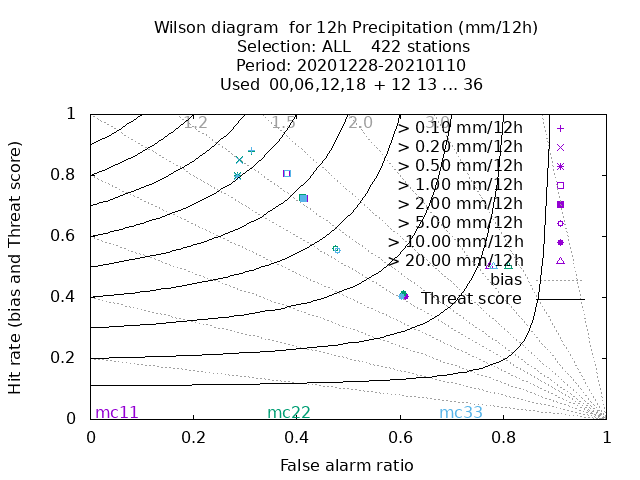 Wilson diagram for 12h Precipitation (mm/12h)
Selection: ALL 422 stations
Period: 20201228-20210110
Used 00,06,12,18 + 12 13 ... 36
Hit rate (bias and Threat score)
1
0.8
0.6
0.4
0.2
0
1.2
1.5
2.0
3.0
> 0.10 mm/12h
> 0.20 mm/12h
> 0.50 mm/12h
> 1.00 mm/12h
> 2.00 mm/12h
> 5.00 mm/12h
> 10.00 mm/12h
> 20.00 mm/12h
bias
Threat score
mc11
mc22
mc33
0 0.2 0.4 0.6 0.8 1
False alarm ratio